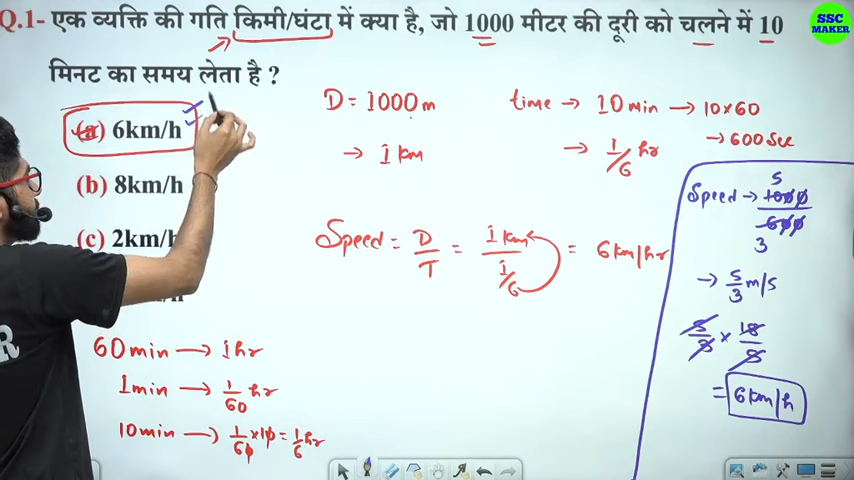 Q.1- एक व्यक्ति की गति किमी/घंटा में क्या है, जो 1000 मीटर की दूरी को चलने में 10
मिनट का समय लेता है ?
SSC
MAKER
(a) 6km/h
(b) 8km/h
(c) 2km/h
D = 1000 m
→ 1 km
time → 10 min → 10×60
→ 1/6 hr
→ 600 Sec
Speed = D/T = 1 km / 1/6 = 6 km/hr
60 min → 1 hr
1 min → 1/60 hr
10 min → 1/60 × 10 = 1/6 hr
Speed → 1000/600
5
3
→ 5/3 m/s
5/3 × 18/5
= 6 km/h
R